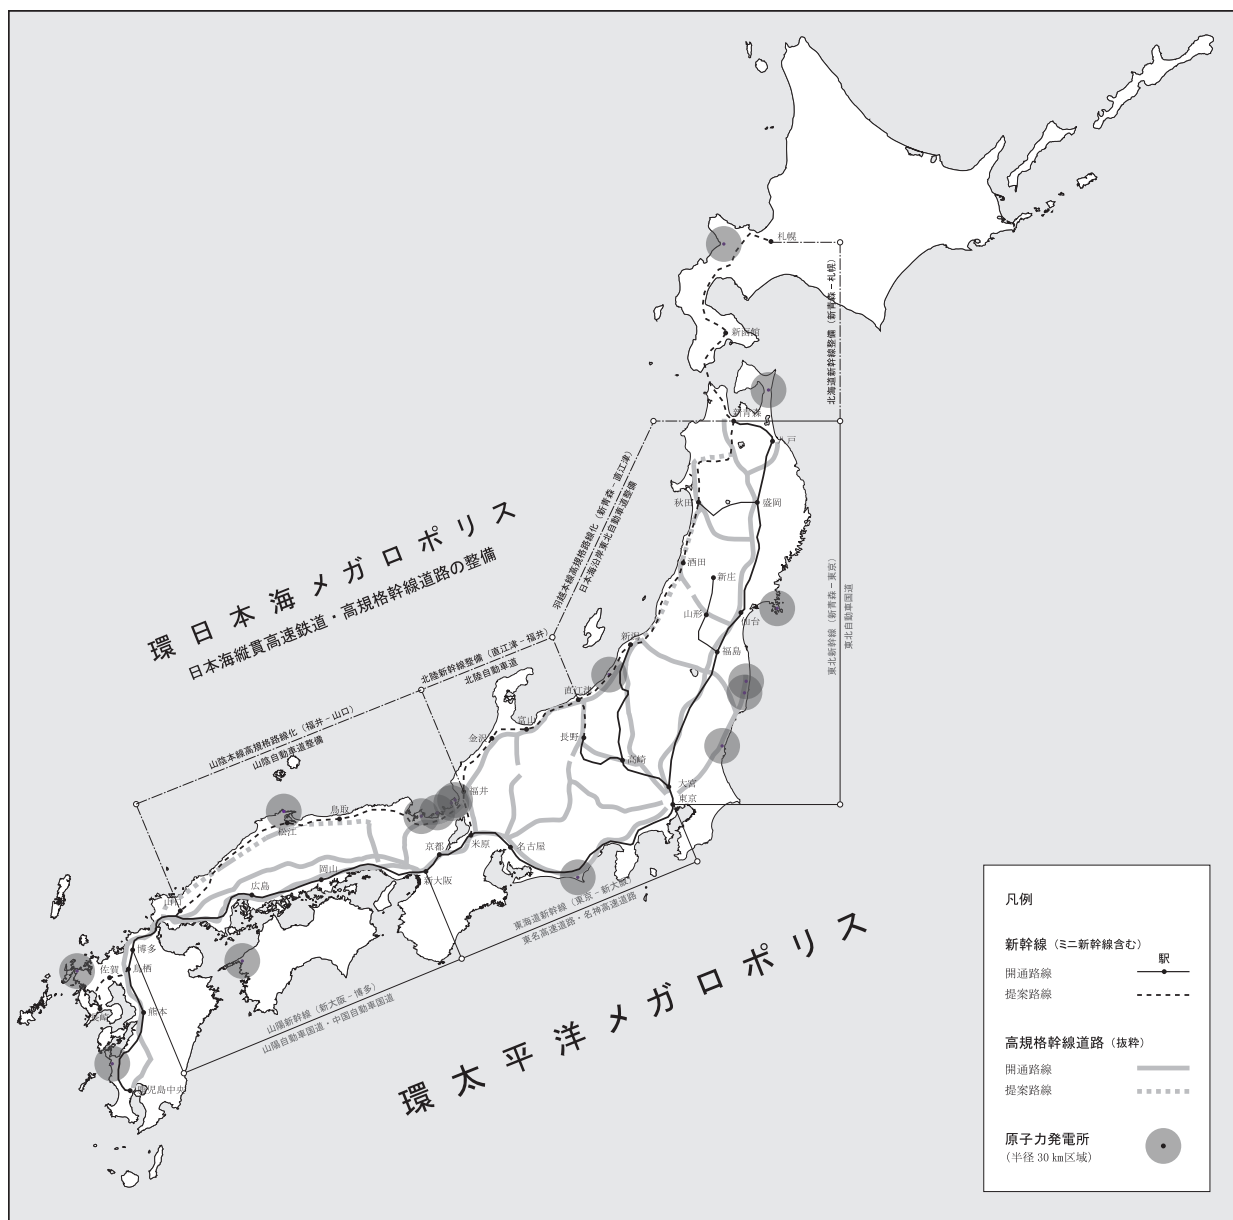 札幌
新函館
北海道新幹線整備（新青森－札幌）
新青森
八戸
羽越本線高規格路線化（新青森－直江津）
日本海沿岸東北自動車道整備
秋田
盛岡
環日本海メガロポリス
日本海縦貫高速鉄道・高規格幹線道路の整備
酒田
新庄
山形
仙台
東北新幹線（新青森－東京）
東北自動車国道
新潟
福島
北陸新幹線整備（直江津－福井）
北陸自動車道
直江津
富山
金沢
長野
高崎
山陰本線高規格路線化（福井－山口）
山陰自動車道整備
大宮
東京
福井
鳥取
松江
京都
米原
名古屋
岡山
新大阪
広島
山口
東海道新幹線（東京－新大阪）
東名高速道路・名神高速道路
博多
佐賀
鳥栖
長崎
熊本
山陽新幹線（新大阪－博多）
山陽自動車国道・中国自動車国道
鹿児島中央
環太平洋メガロポリス
凡例
新幹線（ミニ新幹線含む）
駅
開通路線
提案路線
高規格幹線道路（抜粋）
開通路線
提案路線
原子力発電所
（半径 30 km区域）